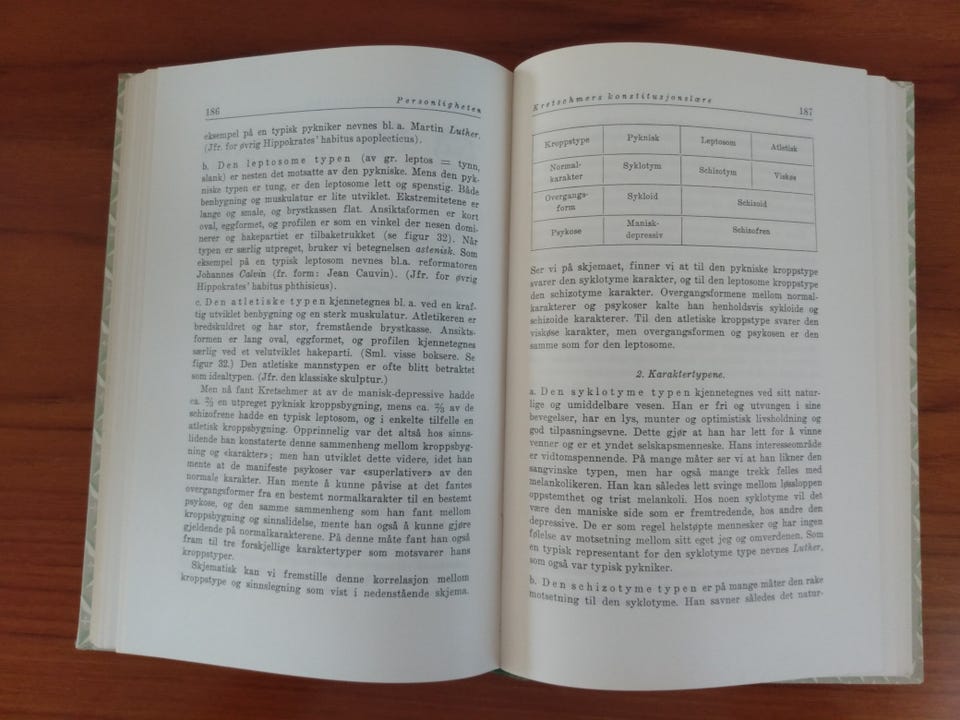 186
Personligheten
eksempel på en typisk pykniker nevnes bl. a. Martin Luther.
(Jfr. for øvrig Hippokrates' habitus apoplecticus).
b. Den leptosome typen (av gr. leptos = tynn,
slank) er nesten det motsatte av den pykniske. Mens den pyk-
niske typen er tung, er den leptosome lett og spenstig. Både
benbygning og muskulatur er lite utviklet. Ekstremitetene er
lange og smale, og brystkassen flat. Ansiktsformen er kort
oval, eggformet, og profilen er som en vinkel der nesen domi-
nerer og hakepartiet er tilbaketrukket (se figur 32). Når
typen er særlig utpreget, bruker vi betegnelsen astenisk. Som
eksempel på en typisk leptosom nevnes bl.a. reformatoren
Johannes Calvin (fr. form: Jean Cauvin). (Jfr. for øvrig
Hippokrates' habitus phthisicus).
c. Den atletiske typen kjennetegnes bl. a. ved en kraf-
tig utviklet benbygning og en sterk muskulatur. Atletikeren er
bredskuldret og har stor, fremstående brystkasse. Ansikts-
formen er lang oval, eggformet, og profilen kjennetegnes
særlig ved et velutviklet hakeparti. (Sml. visse boksere. Se
figur 32.) Den atletiske mannstypen er ofte blitt betraktet
som idealtypen. (Jfr. den klassiske skulptur.)
Men nå fant Kretschmer at av de manisk-depressive hadde
ca. ⅔ en utpreget pyknisk kroppsbygning, mens ca. ⅔ av de
schizofrene hadde en typisk leptosom, og i enkelte tilfelle en
atletisk kroppsbygning. Opprinnelig var det altså hos sinns-
lidende han konstaterte denne sammenheng mellom kroppsbyg-
ning og «karakter»; men han utviklet dette videre, idet han
mente at de manifeste psykoser var «superlativer» av den
normale karakter. Han mente å kunne påvise at det fantes
overgangsformer fra en bestemt normalkarakter til en bestemt
psykose, og den samme sammenheng som han fant mellom
kroppsbygning og sinnslidelse, mente han også å kunne gjøre
gjeldende på normalkarakterene. På denne måte fant han også
fram til tre forskjellige karaktertyper som motsvarer hans
kroppstyper.
Skjematisk kan vi fremstille denne korrelasjon mellom
kroppstype og sinnslegning som vist i nedenstående skjema.
Kretschmers konstitusjonslære
187
Kroppstype Pyknisk Leptosom Atletisk
Normal-
karakter Syklotym Schizotym Viskøs
Overgangs-
form Sykloid Schizoid
Psykose Manisk-
depressiv Schizofren
Ser vi på skjemaet, finner vi at til den pykniske kroppstype
svarer den syklotyme karakter, og til den leptosome kroppstype
den schizotyme karakter. Overgangsformene mellom normal-
karakterer og psykoser kalte han henholdsvis sykloide og
schizoide karakterer. Til den atletiske kroppstype svarer den
viskøse karakter, men overgangsformen og psykosen er den
samme som for den leptosome.
2. Karaktertypene.
a. Den syklotyme typen kjennetegnes ved sitt natur-
lige og umiddelbare vesen. Han er fri og utvungen i sine
bevegelser, har en lys, munter og optimistisk livsholdning og
god tilpasningsevne. Dette gjør at han har lett for å vinne
venner og er et yndet selskapsmenneske. Hans interesseområde
er vidtomspennende. På mange måter ser vi at han likner den
sangvinske typen, men har også mange trekk felles med
melankolikeren. Han kan således lett svinge mellom løssloppen
oppstemthet og trist melankoli. Hos noen syklotyme vil det
være den maniske side som er fremtredende, hos andre den
depressive. De er som regel helstøpte mennesker og har ingen
følelse av motsetning mellom sitt eget jeg og omverdenen. Som
en typisk representant for den syklotyme type nevnes Luther,
som også var typisk pykniker.
b. Den schizotyme typen er på mange måter den rake
motsetning til den syklotyme. Han savner således det natur-